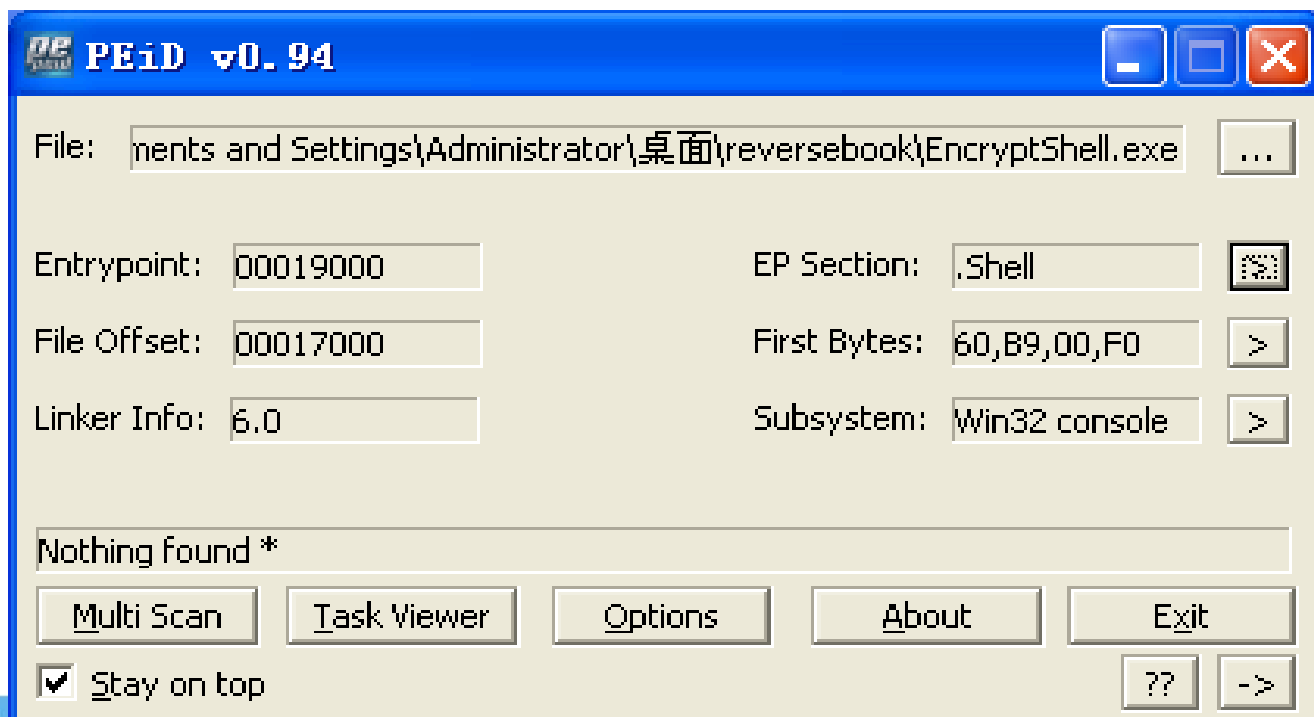 PEiD v0.94
File: ments and Settings\Administrator\桌面\reversebook\EncryptShell.exe ...
Entrypoint: 00019000 EP Section: .Shell >
File Offset: 00017000 First Bytes: 60,B9,00,F0 >
Linker Info: 6.0 Subsystem: Win32 console >
Nothing found *
Multi Scan Task Viewer Options About Exit
Stay on top ?? ->